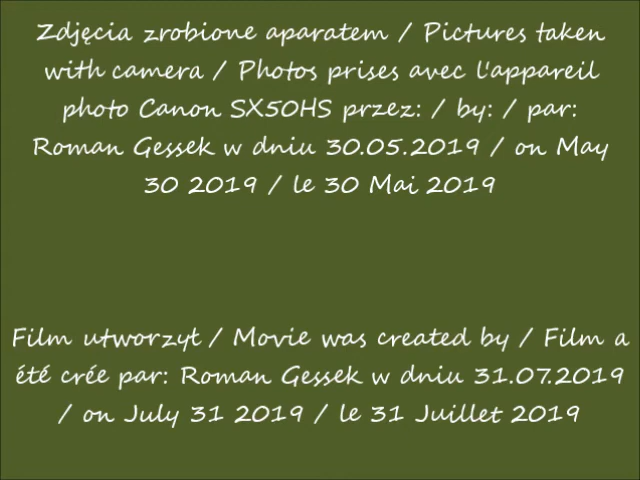 Zdjęcia zrobione aparatem / Pictures taken
with camera / Photos prises avec l'appareil
photo Canon SX50HS przez: / by: / par:
Roman Gessek w dniu 30.05.2019 / on May
30 2019 / le 30 Mai 2019
Film utworzył / Movie was created by / Film a
été crée par: Roman Gessek w dniu 31.07.2019
/ on July 31 2019 / le 31 Juillet 2019